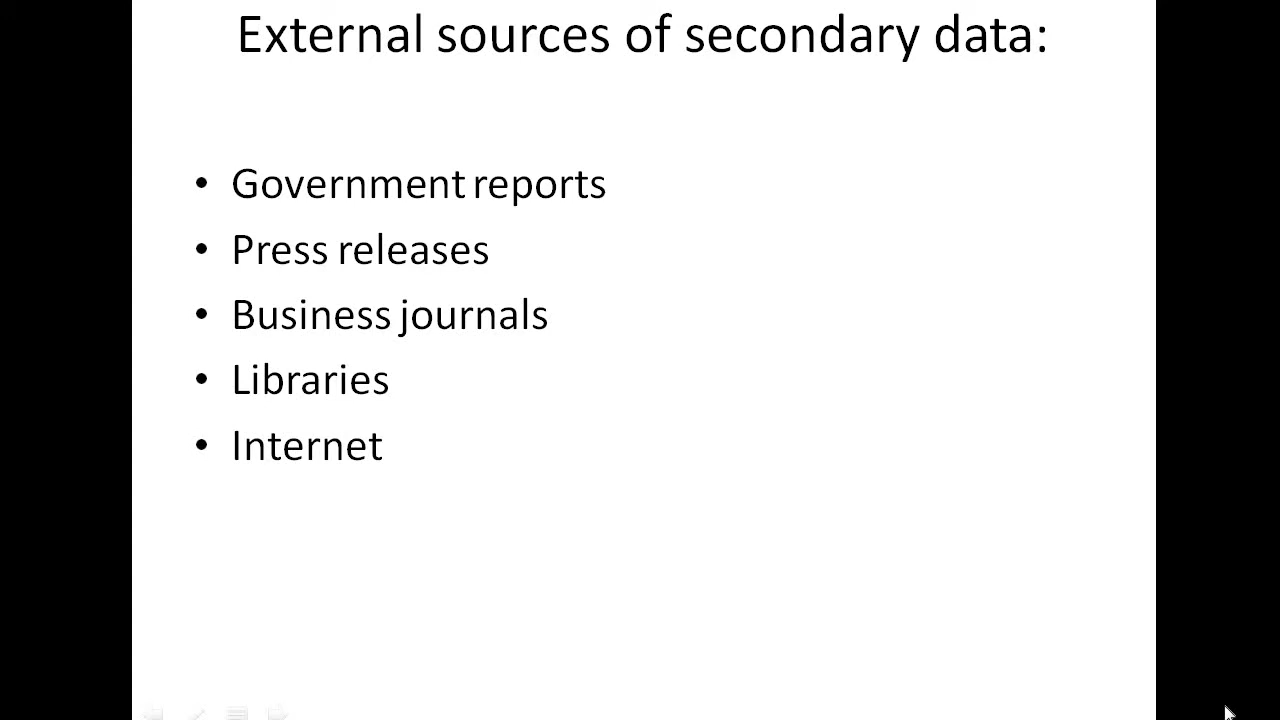 External sources of secondary data:
• Government reports
• Press releases
• Business journals
• Libraries
• Internet